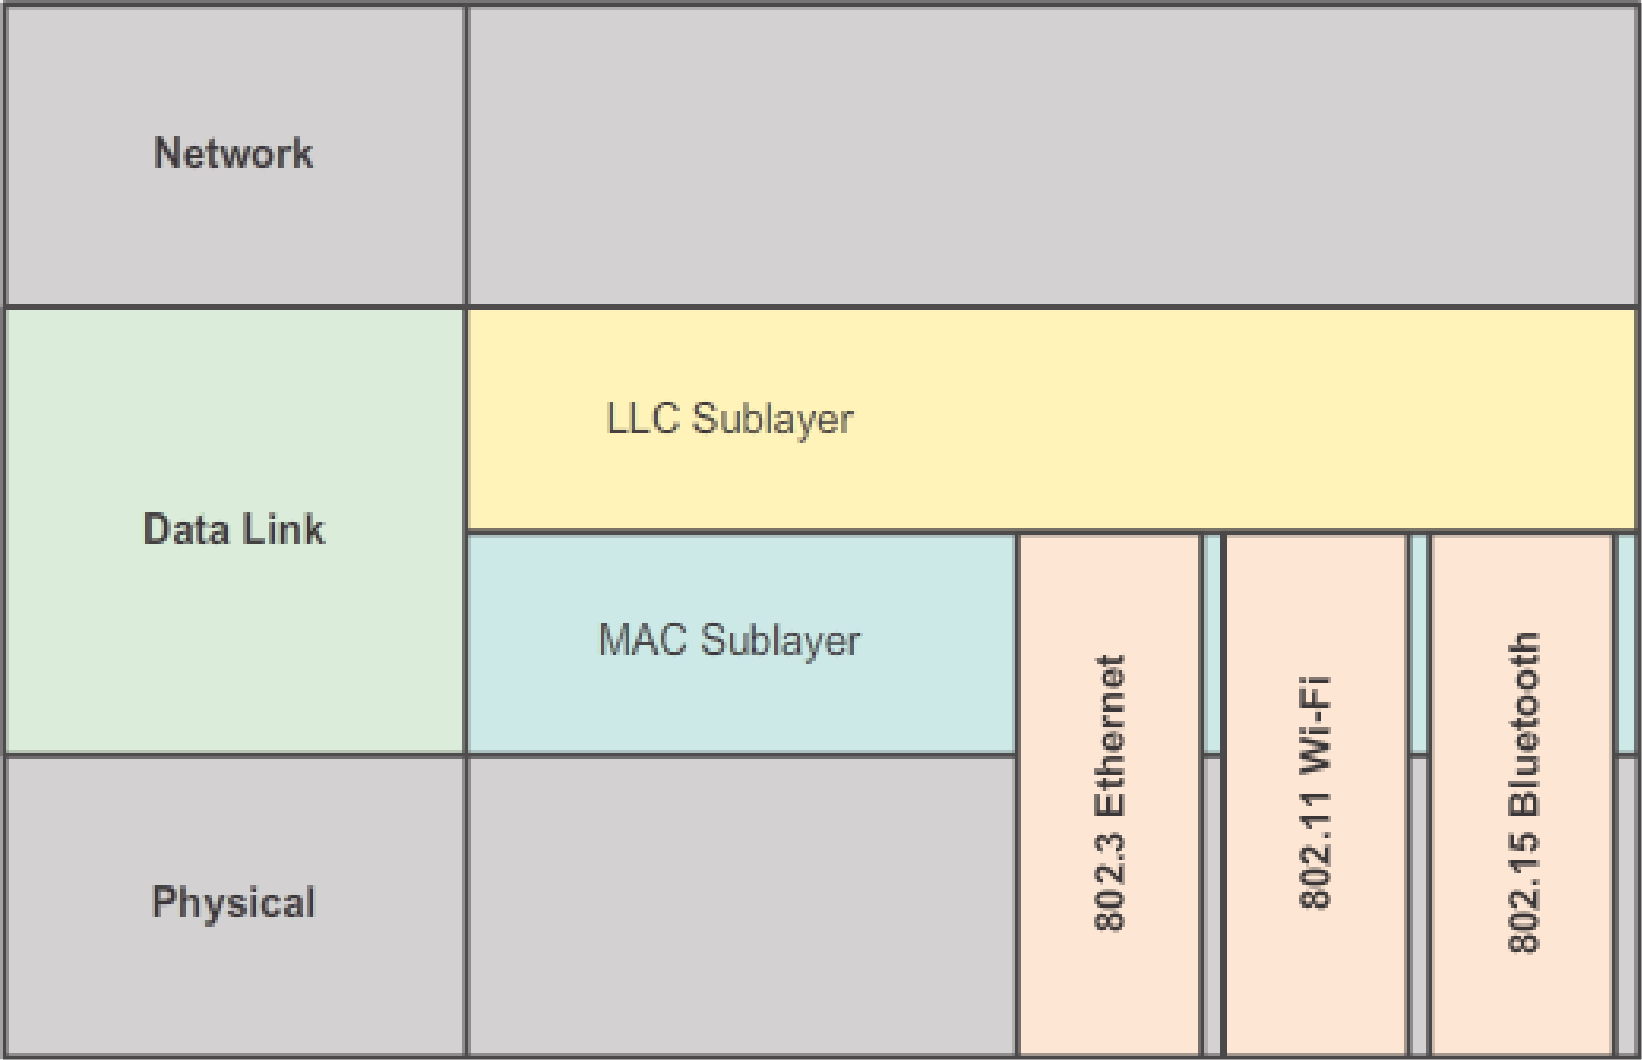 Network
Data Link
LLC Sublayer
MAC Sublayer
802.3 Ethernet
802.11 Wi-Fi
802.15 Bluetooth
Physical